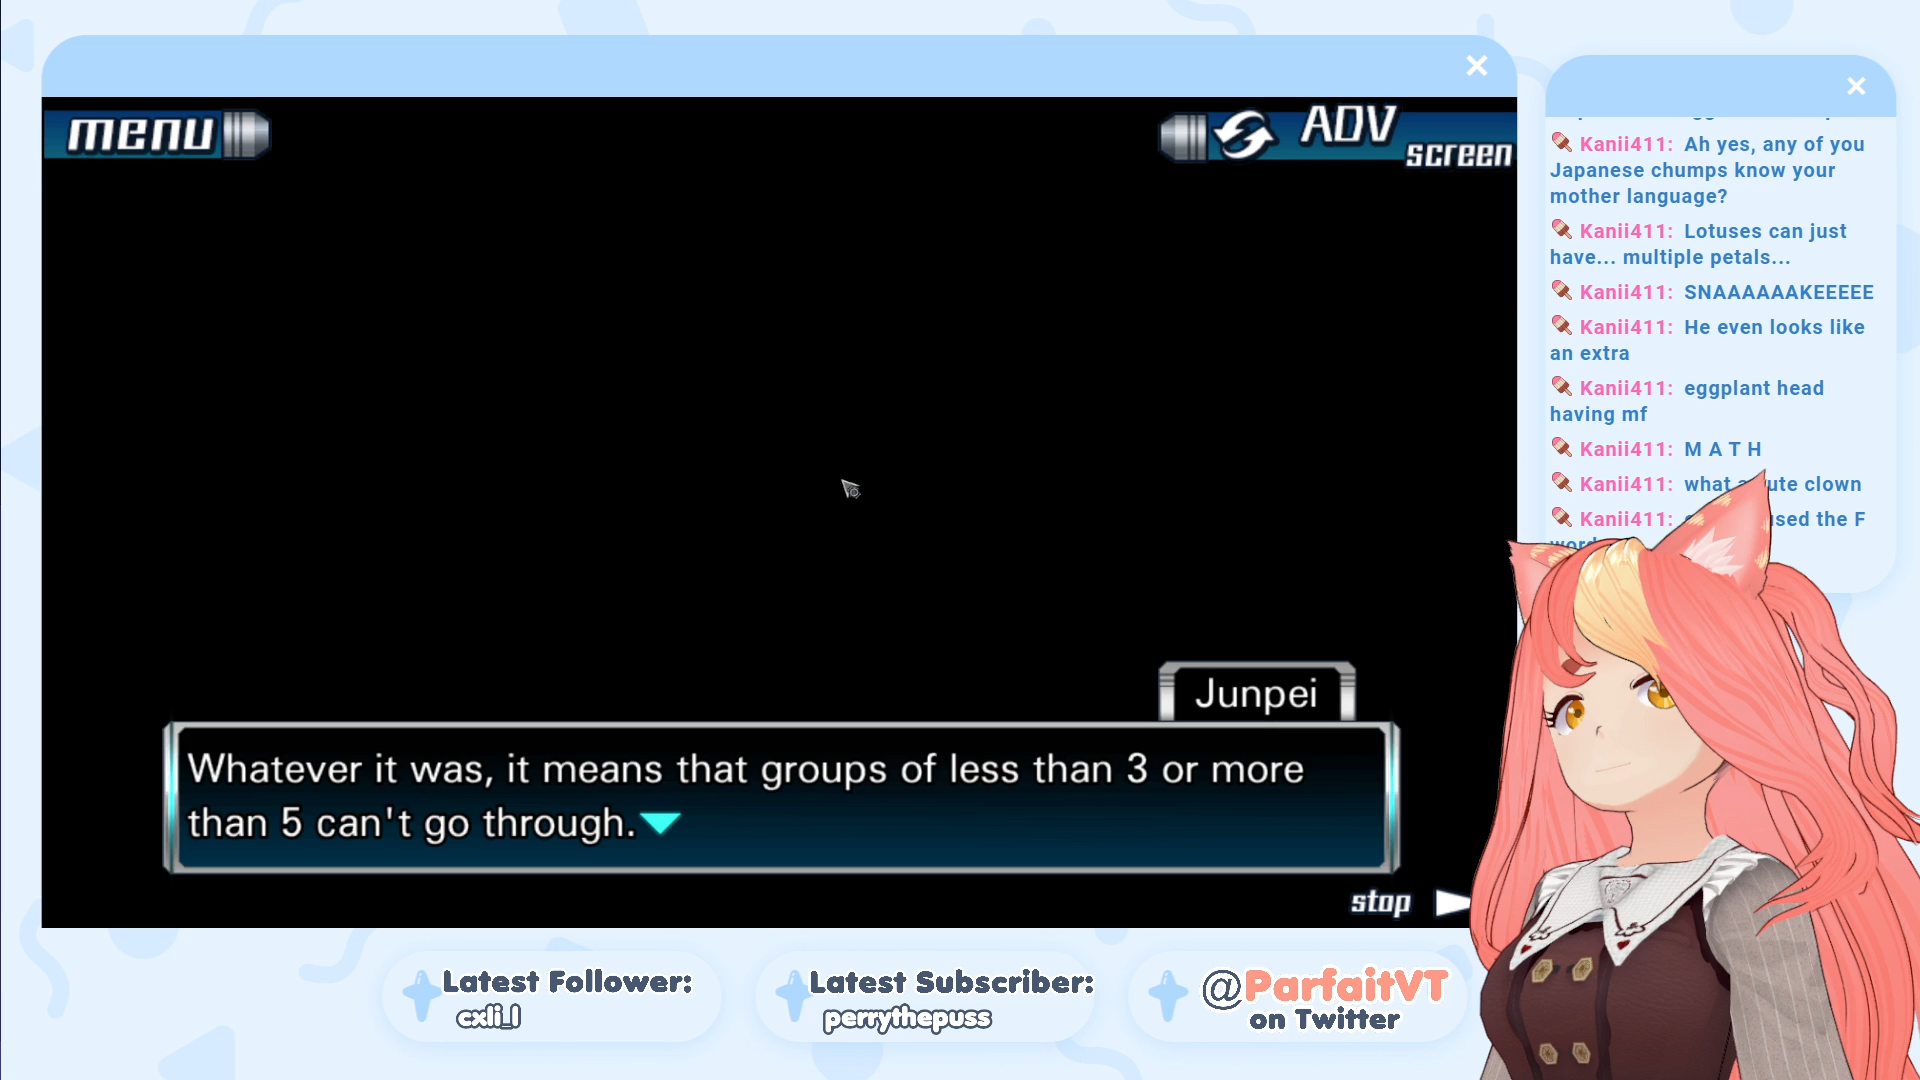 menu
ADV
screen
Kanii411: Ah yes, any of you
Japanese chumps know your
mother language?
Kanii411: Lotuses can just
have... multiple petals...
Kanii411: SNAAAAAAKEEEEE
Kanii411: He even looks like
an extra
Kanii411: eggplant head
having mf
Kanii411: M A T H
Kanii411: what a cute clown
Kanii411: used the F
word
Junpei
Whatever it was, it means that groups of less than 3 or more
than 5 can't go through.
stop
Latest Follower:
cxli_l
Latest Subscriber:
perrythepuss
@ParfaitVT
on Twitter